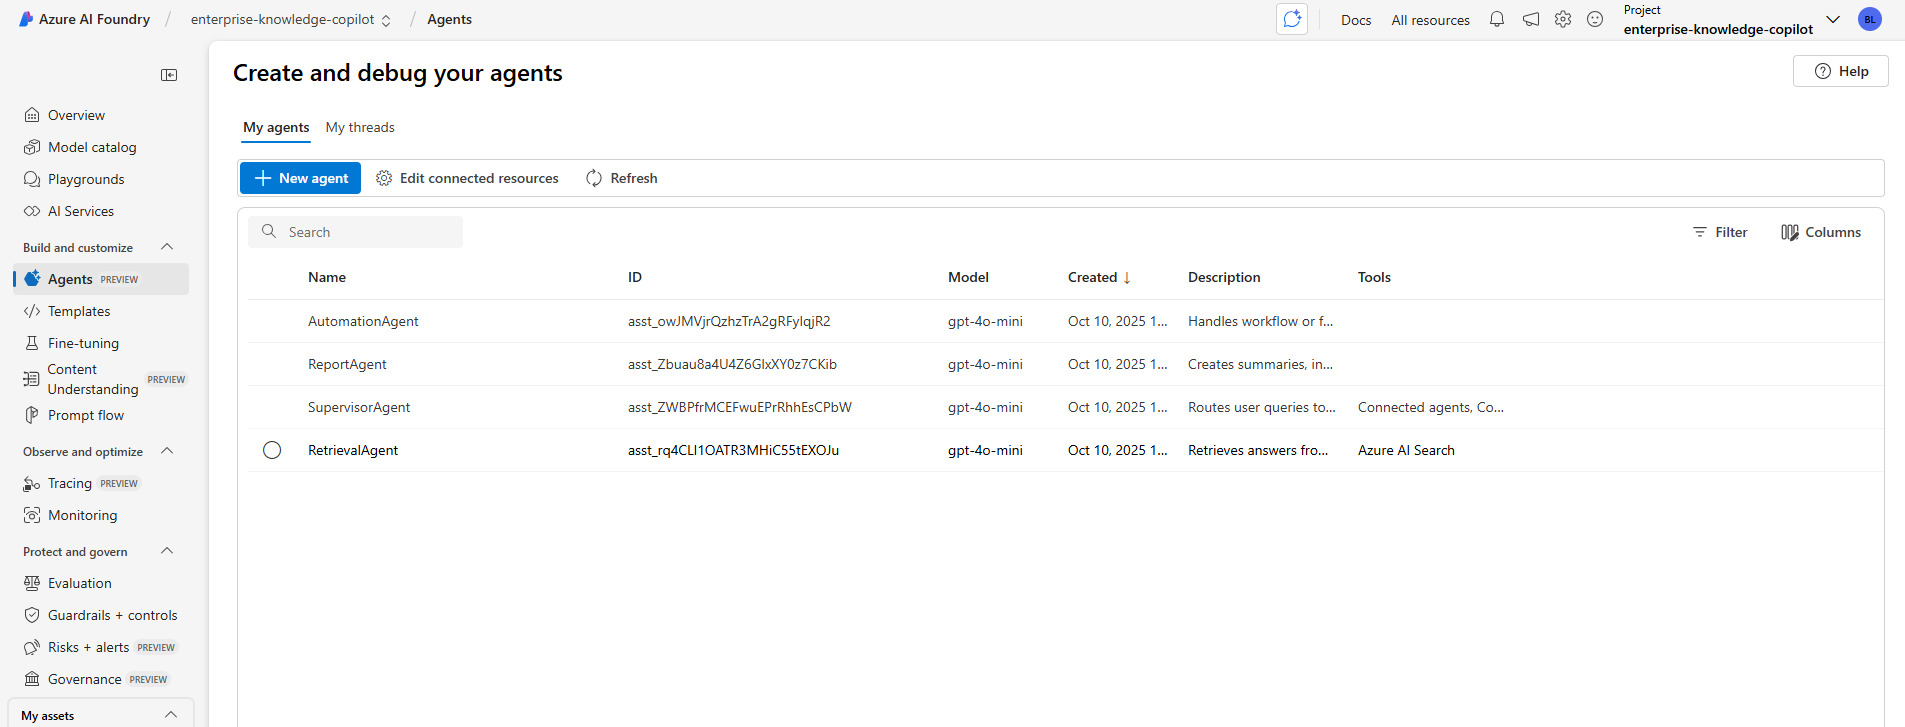 Azure AI Foundry / enterprise-knowledge-copilot / Agents
Docs All resources
Project
enterprise-knowledge-copilot
BL
Create and debug your agents
Help
My agents My threads
New agent Edit connected resources Refresh
Search
Filter Columns
Name ID Model Created ↓ Description Tools
AutomationAgent asst_owJMVjrQzhzTrA2gRFyIqjR2 gpt-4o-mini Oct 10, 2025 1... Handles workflow or f...
ReportAgent asst_Zbuau8a4U4Z6GlxXY0z7CKib gpt-4o-mini Oct 10, 2025 1... Creates summaries, in...
SupervisorAgent asst_ZWBPfrMCEFwuEPrRhhEsCPbW gpt-4o-mini Oct 10, 2025 1... Routes user queries to... Connected agents, Co...
RetrievalAgent asst_rq4CLI1OATR3MHiC55tEXOJu gpt-4o-mini Oct 10, 2025 1... Retrieves answers fro... Azure AI Search
Overview
Model catalog
Playgrounds
AI Services
Build and customize
Agents PREVIEW
Templates
Fine-tuning
Content
Understanding PREVIEW
Prompt flow
Observe and optimize
Tracing PREVIEW
Monitoring
Protect and govern
Evaluation
Guardrails + controls
Risks + alerts PREVIEW
Governance PREVIEW
My assets